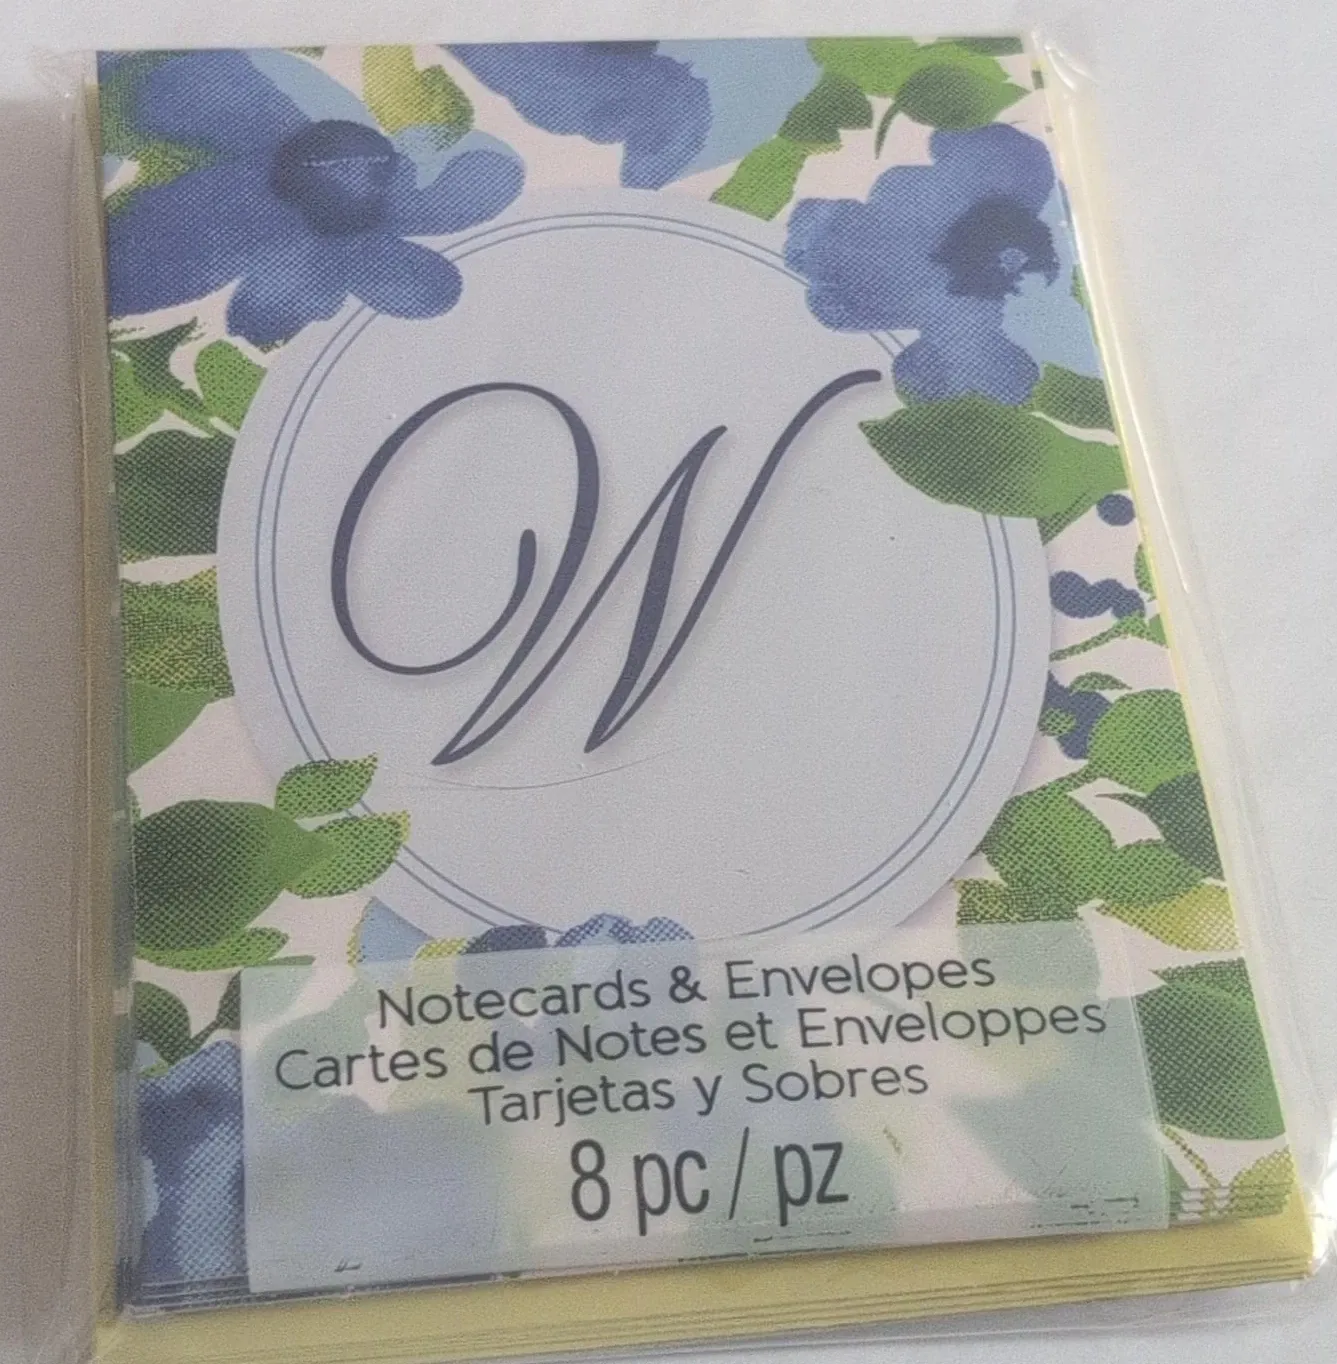 W
Notecards & Envelopes
Cartes de Notes et Enveloppes
Tarjetas y Sobres
8 pc / pz